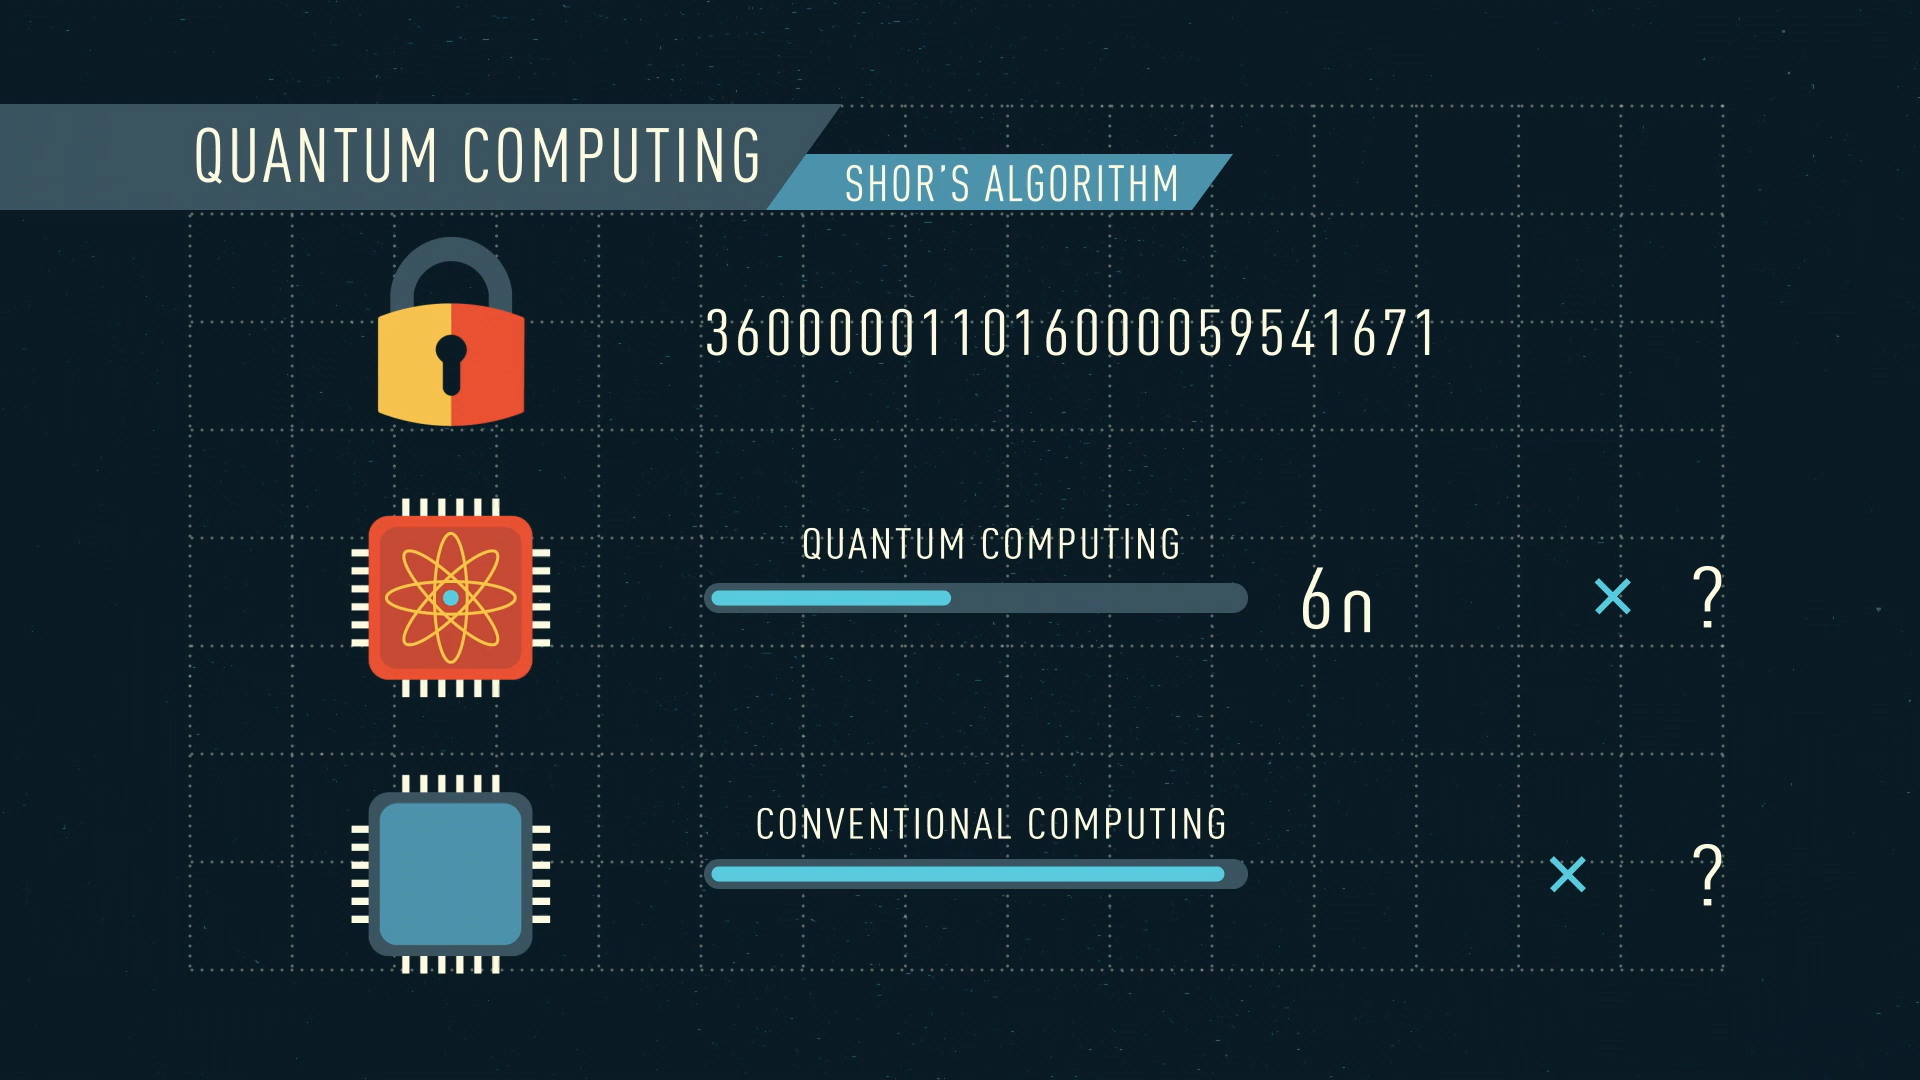 QUANTUM COMPUTING
SHOR'S ALGORITHM
360000011016000059541671
QUANTUM COMPUTING
6n × ?
CONVENTIONAL COMPUTING
× ?